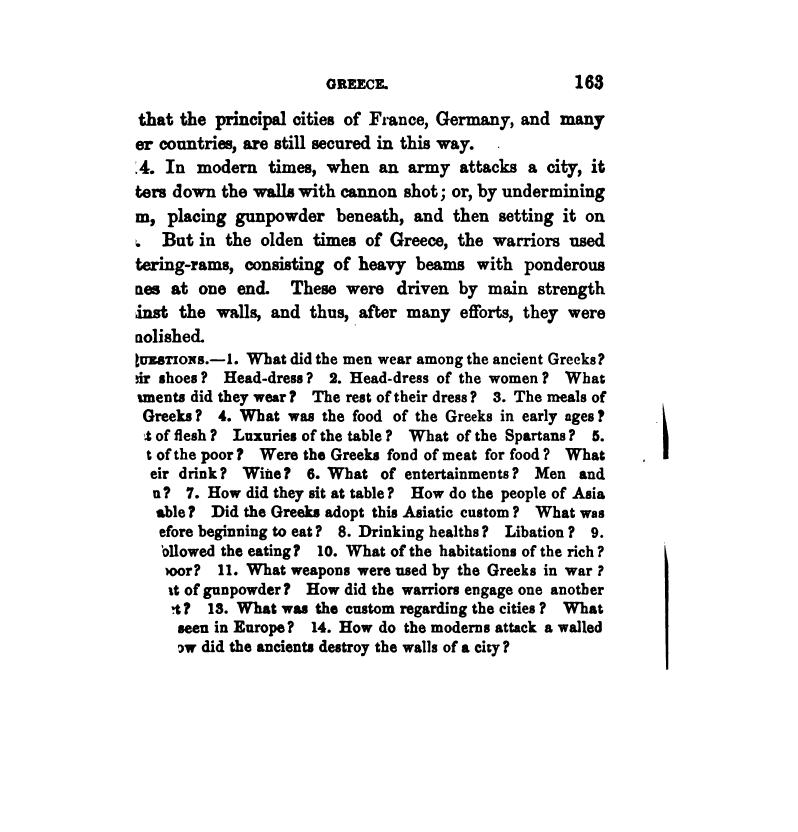 GREECE. 163
that the principal cities of France, Germany, and many
er countries, are still secured in this way.
4. In modern times, when an army attacks a city, it
ters down the walls with cannon shot; or, by undermining
m, placing gunpowder beneath, and then setting it on
But in the olden times of Greece, the warriors used
tering-rams, consisting of heavy beams with ponderous
nes at one end. These were driven by main strength
inst the walls, and thus, after many efforts, they were
nolished.
QUESTIONS.—1. What did the men wear among the ancient Greeks?
ir shoes? Head-dress? 2. Head-dress of the women? What
ments did they wear? The rest of their dress? 3. The meals of
Greeks? 4. What was the food of the Greeks in early ages?
t of flesh? Luxuries of the table? What of the Spartans? 5.
t of the poor? Were the Greeks fond of meat for food? What
eir drink? Wine? 6. What of entertainments? Men and
n? 7. How did they sit at table? How do the people of Asia
able? Did the Greeks adopt this Asiatic custom? What was
efore beginning to eat? 8. Drinking healths? Libation? 9.
ollowed the eating? 10. What of the habitations of the rich?
oor? 11. What weapons were used by the Greeks in war?
t of gunpowder? How did the warriors engage one another
t? 13. What was the custom regarding the cities? What
seen in Europe? 14. How do the moderns attack a walled
ow did the ancients destroy the walls of a city?